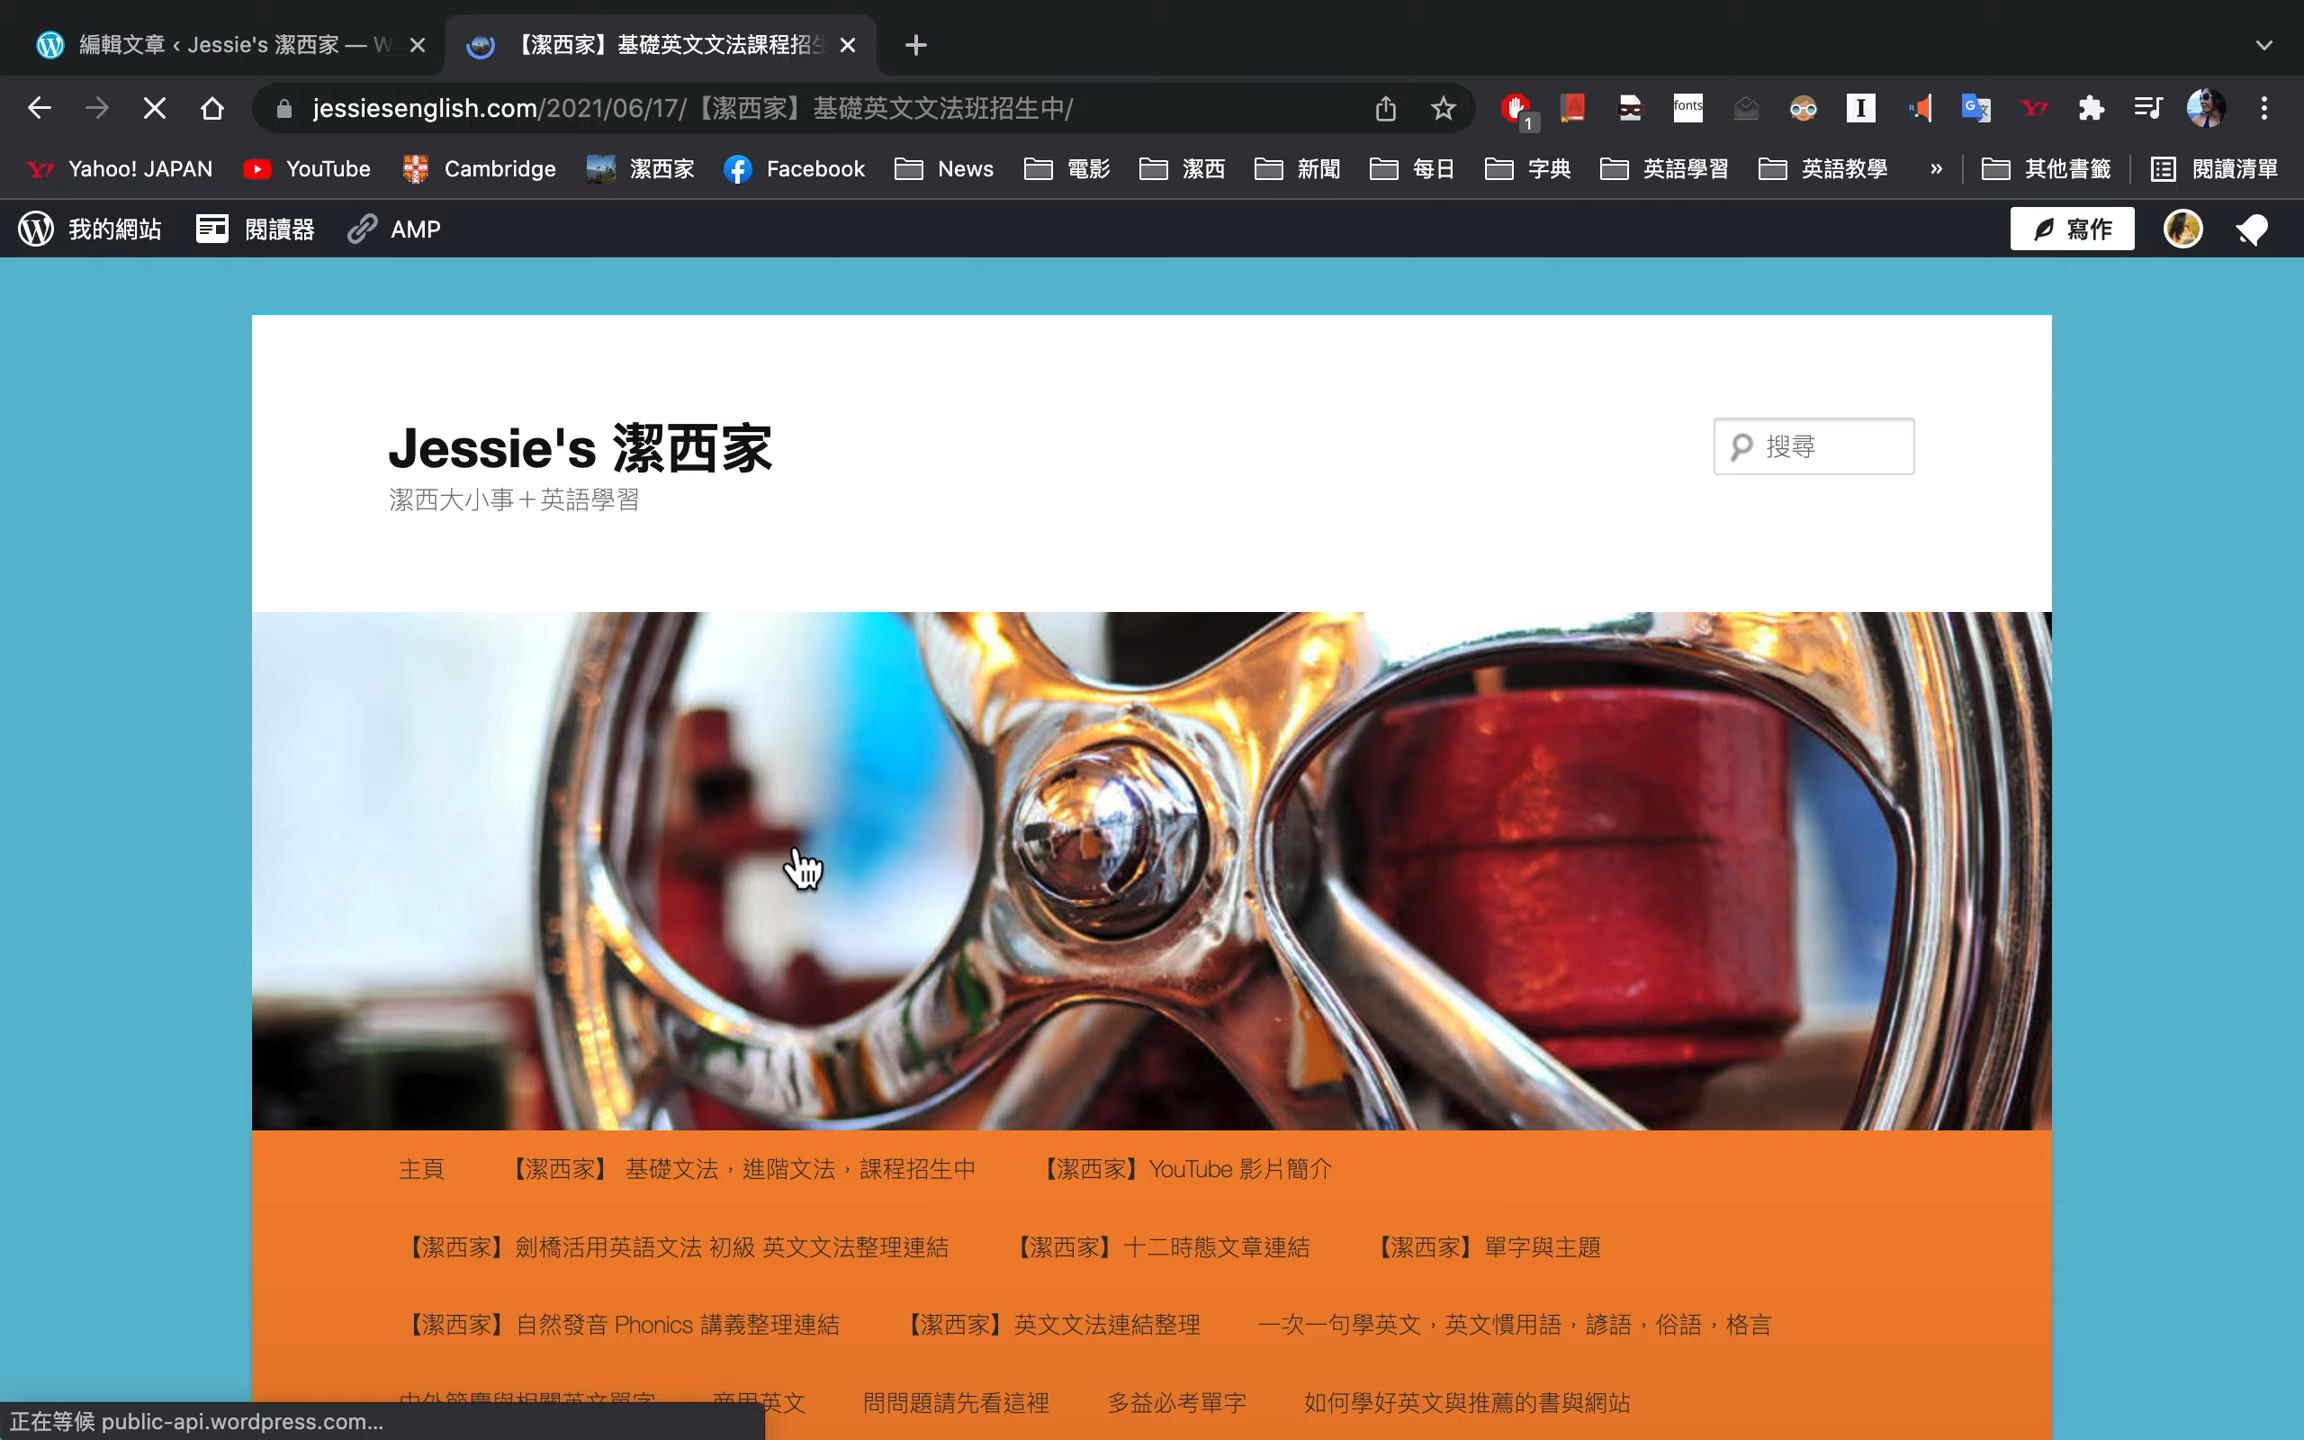 編輯文章 ‹ Jessie's 潔西家 — W
【潔西家】基礎英文文法課程招生
jessiesenglish.com/2021/06/17/【潔西家】基礎英文文法班招生中/
fonts
1
Yahoo! JAPAN YouTube Cambridge 潔西家 Facebook News 電影 潔西 新聞 每日 字典 英語學習 英語教學 » 其他書籤 閱讀清單
我的網站 閱讀器 AMP 寫作
Jessie's 潔西家
搜尋
潔西大小事＋英語學習
主頁 【潔西家】 基礎文法，進階文法，課程招生中 【潔西家】YouTube 影片簡介
【潔西家】劍橋活用英語文法 初級 英文文法整理連結 【潔西家】十二時態文章連結 【潔西家】單字與主題
【潔西家】自然發音 Phonics 講義整理連結 【潔西家】英文文法連結整理 一次一句學英文，英文慣用語，諺語，俗語，格言
中外節慶與相關英文單字 商用英文 問問題請先看這裡 多益必考單字 如何學好英文與推薦的書與網站
正在等候 public-api.wordpress.com...